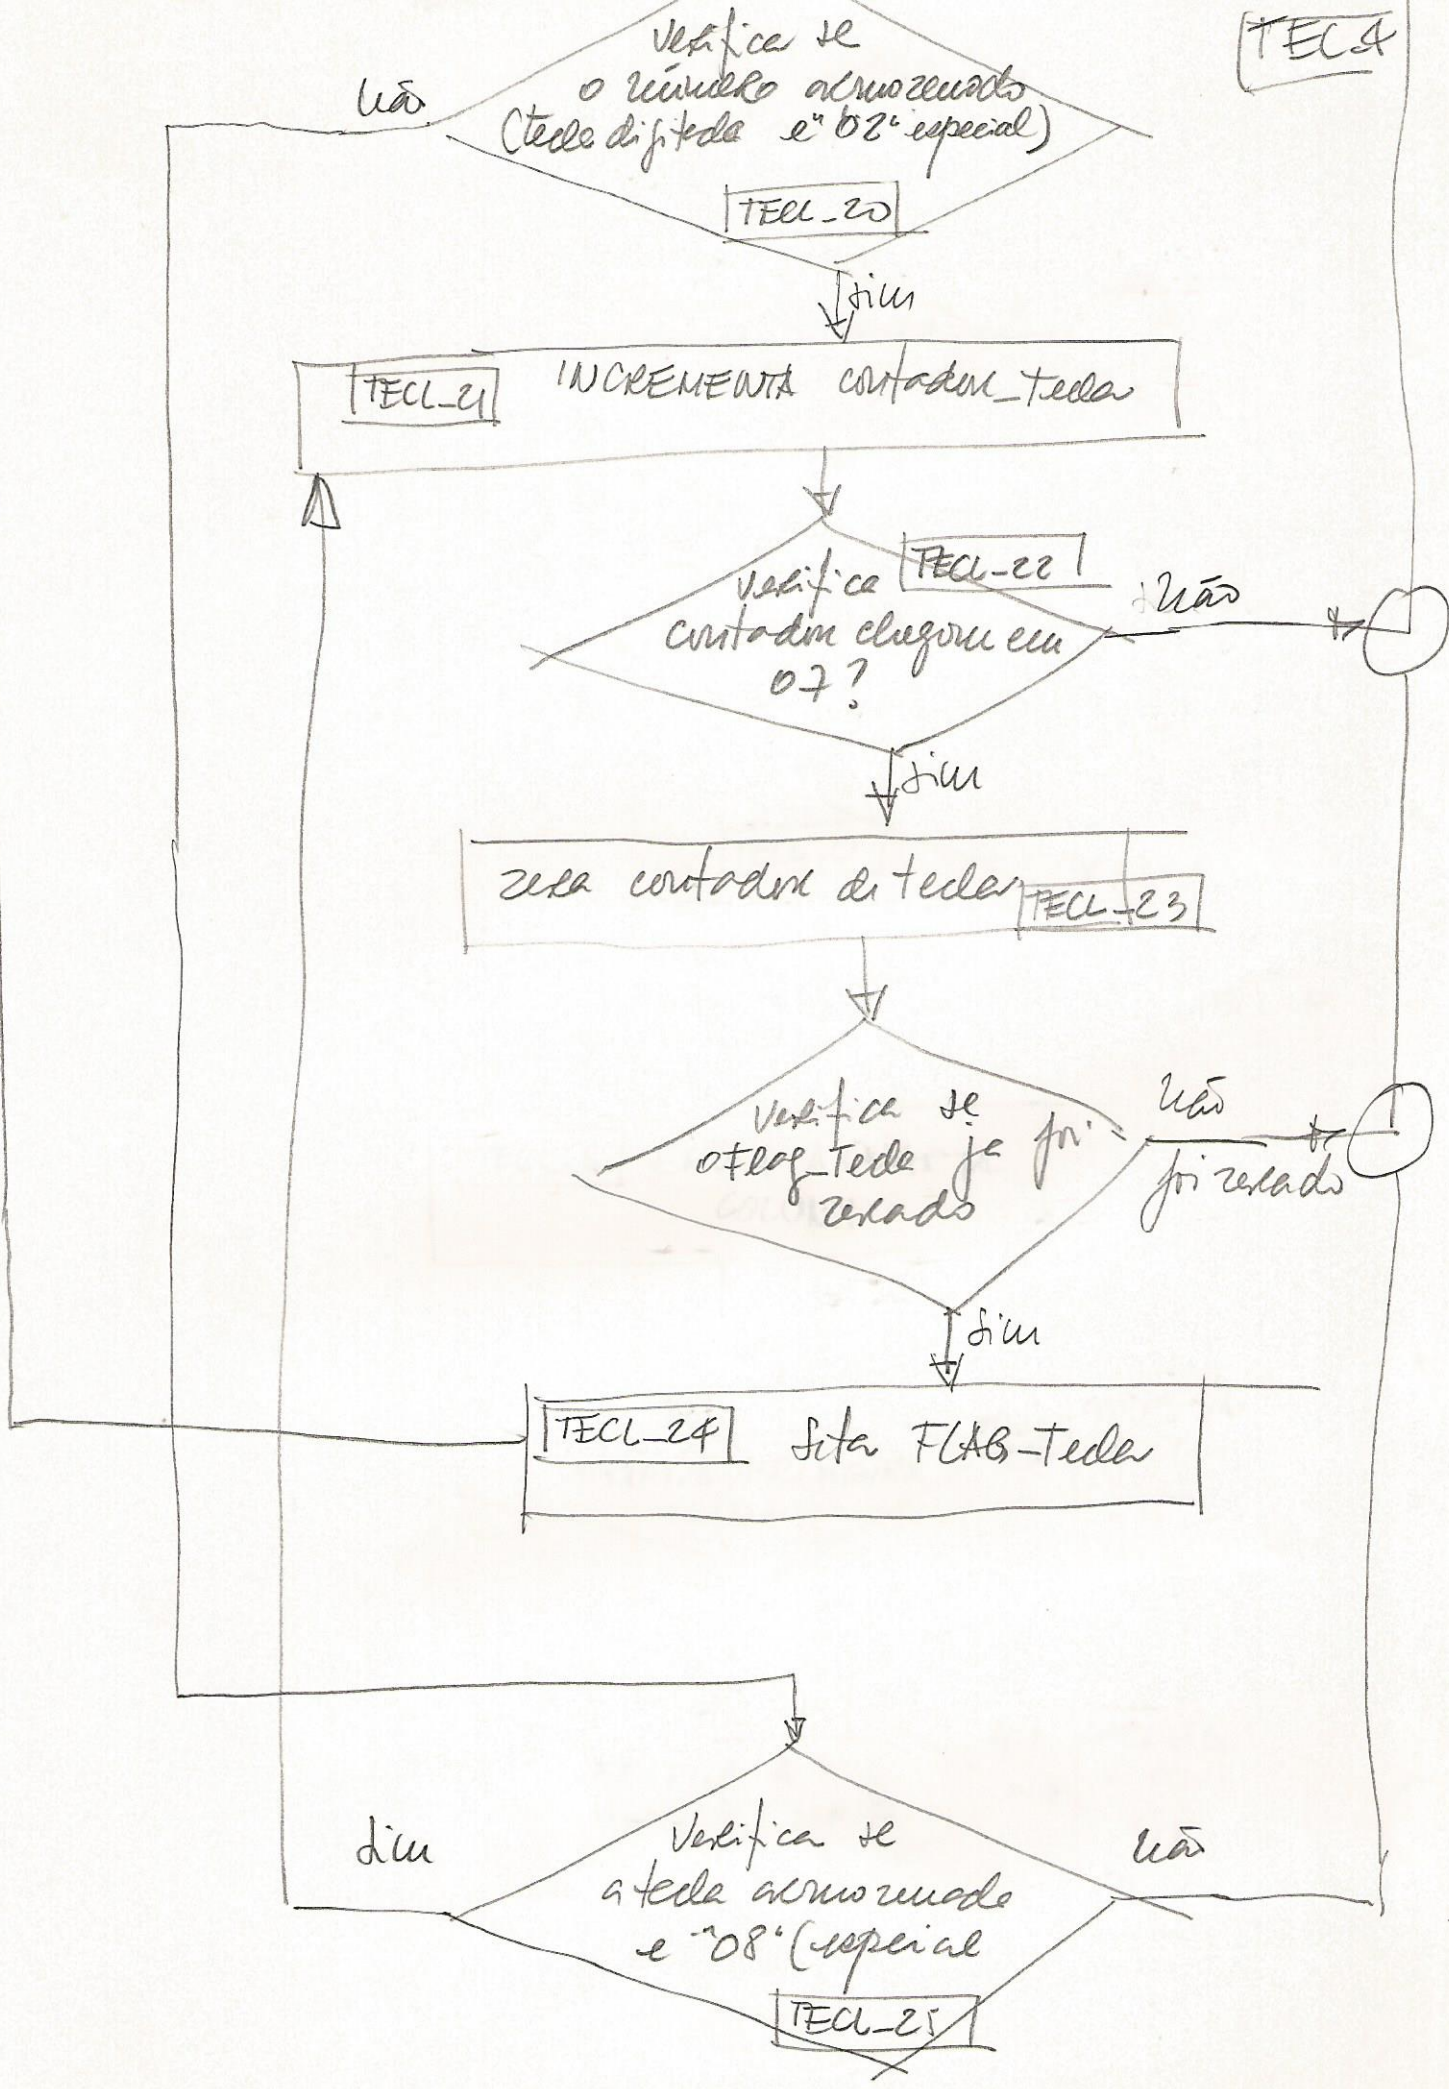 TEC4
Verifica se
não
o número armazenado
(tecla digitada e "02" especial)
TECL_20
sim
TECL_21 INCREMENTA contador_Tecla
TECL_22
Verifica
não
contador chegou em
07?
sim
zera contador de teclas
TECL_23
Verifica se
não
o Flag_Tecla ja foi
foi zerado
zerado
sim
TECL_24 Seta FLAG_Tecla
Verifica se
sim
não
a tecla armazenada
e "08" (especial
TECL_25